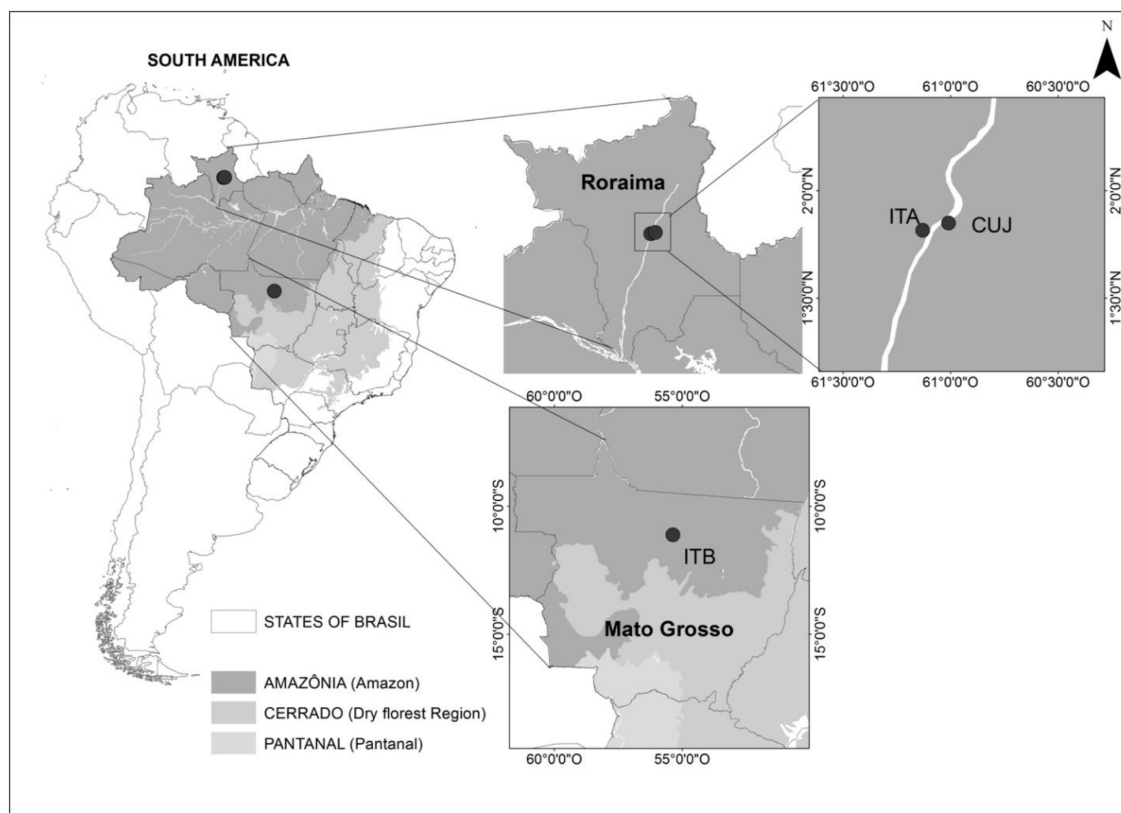 N
SOUTH AMERICA
61°30'0"O 61°0'0"O 60°30'0"O
Roraima
2°0'0"N 2°0'0"N
ITA
CUJ
1°30'0"N 1°30'0"N
61°30'0"O 61°0'0"O 60°30'0"O
60°0'0"O 55°0'0"O
10°0'0"S 10°0'0"S
ITB
STATES OF BRASIL
Mato Grosso
15°0'0"S 15°0'0"S
AMAZÔNIA (Amazon)
CERRADO (Dry florest Region)
PANTANAL (Pantanal)
60°0'0"O 55°0'0"O